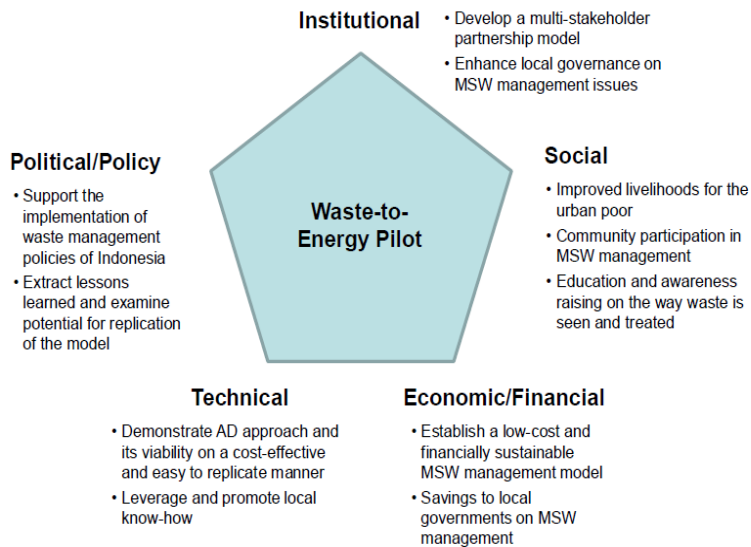 Institutional
• Develop a multi-stakeholder
partnership model
• Enhance local governance on
MSW management issues
Political/Policy
• Support the
implementation of
waste management
policies of Indonesia
• Extract lessons
learned and examine
potential for replication
of the model
Waste-to-
Energy Pilot
Social
• Improved livelihoods for the
urban poor
• Community participation in
MSW management
• Education and awareness
raising on the way waste is
seen and treated
Technical
• Demonstrate AD approach and
its viability on a cost-effective
and easy to replicate manner
• Leverage and promote local
know-how
Economic/Financial
• Establish a low-cost and
financially sustainable
MSW management model
• Savings to local
governments on MSW
management